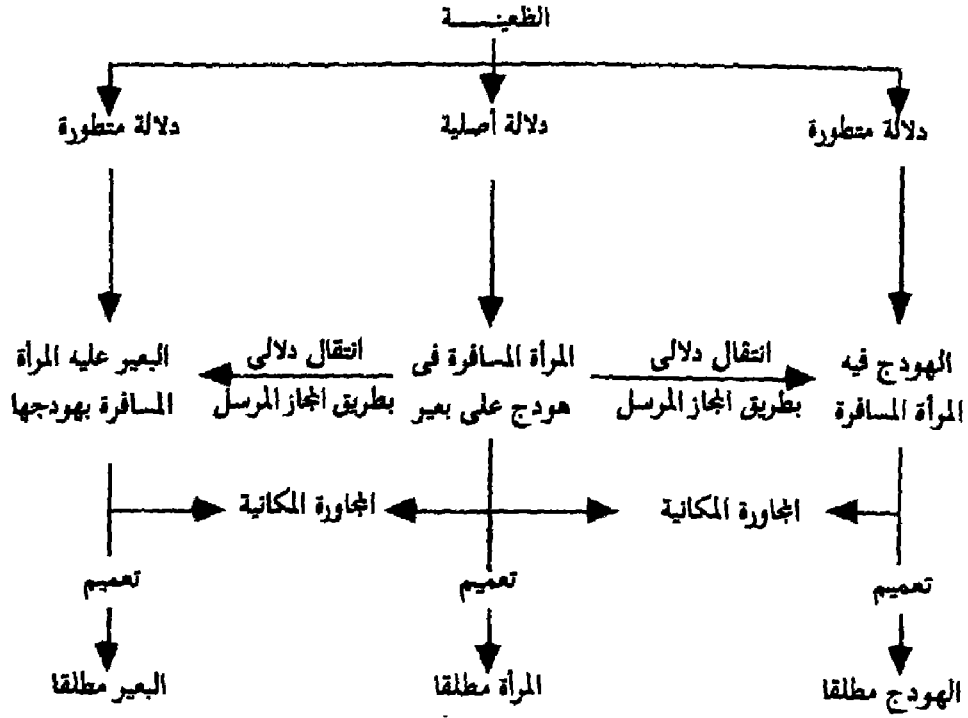 الظعينـــــة
دلالة متطورة
دلالة أصلية
دلالة متطورة
الهودج فيه
المرأة المسافرة
انتقال دلالى
بطريق المجاز المرسل
المرأة المسافرة فى
هودج على بعير
انتقال دلالى
بطريق المجاز المرسل
البعير عليه المرأة
المسافرة بهودجها
المجاورة المكانية
المجاورة المكانية
تعميم
تعميم
تعميم
الهودج مطلقا
المرأة مطلقا
البعير مطلقا